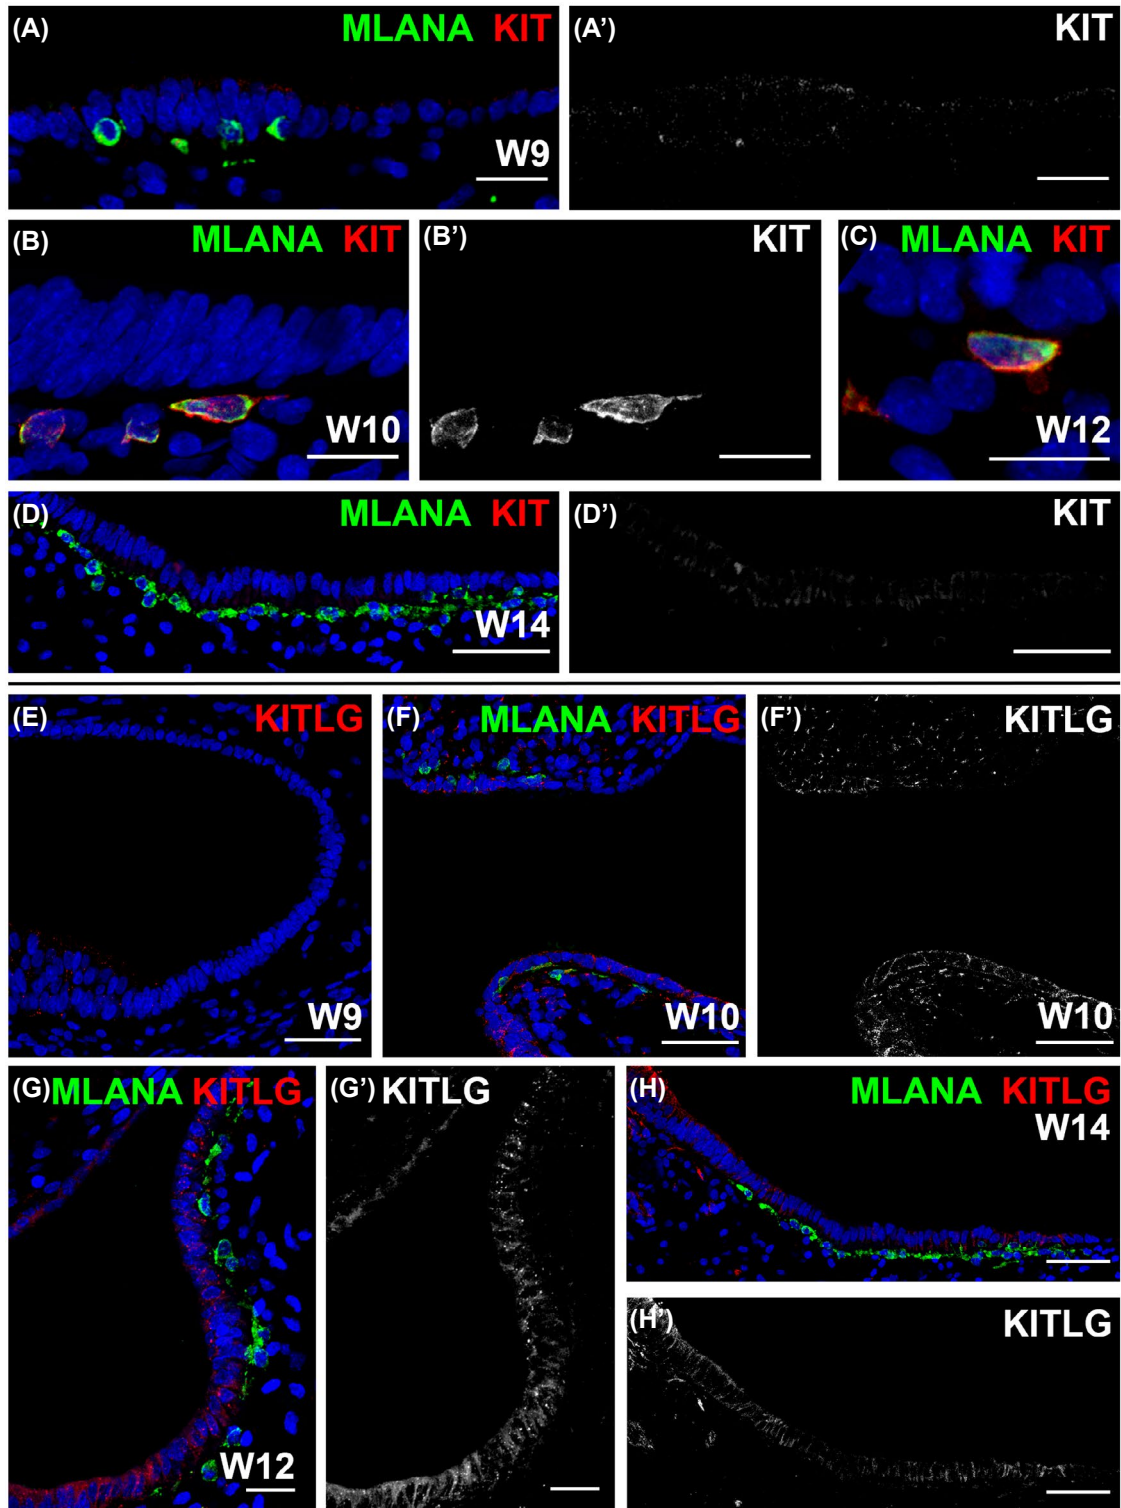 (A) MLANA KIT
W9
(A’) KIT
(B) MLANA KIT
W10
(B’) KIT
(C) MLANA KIT
W12
(D) MLANA KIT
W14
(D’) KIT
(E) KITLG
W9
(F) MLANA KITLG
W10
(F’) KITLG
W10
(G) MLANA KITLG
W12
(G’) KITLG
(H) MLANA KITLG
W14
(H’) KITLG